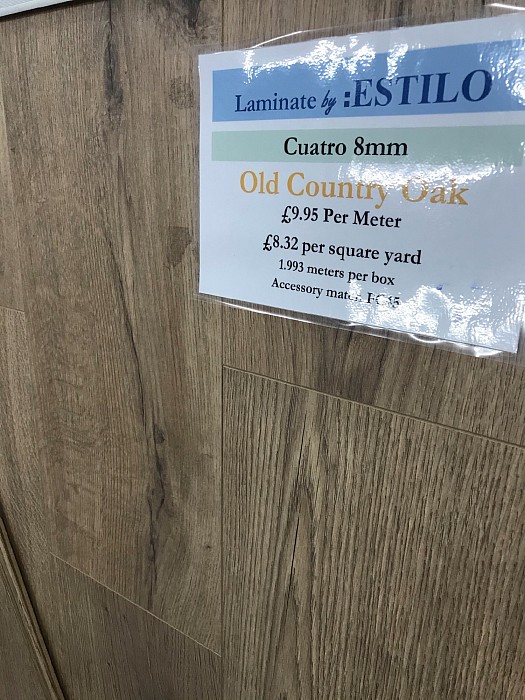 Laminate by :ESTILO
Cuatro 8mm
Old Country Oak
£9.95 Per Meter
£8.32 per square yard
1.993 meters per box
Accessory